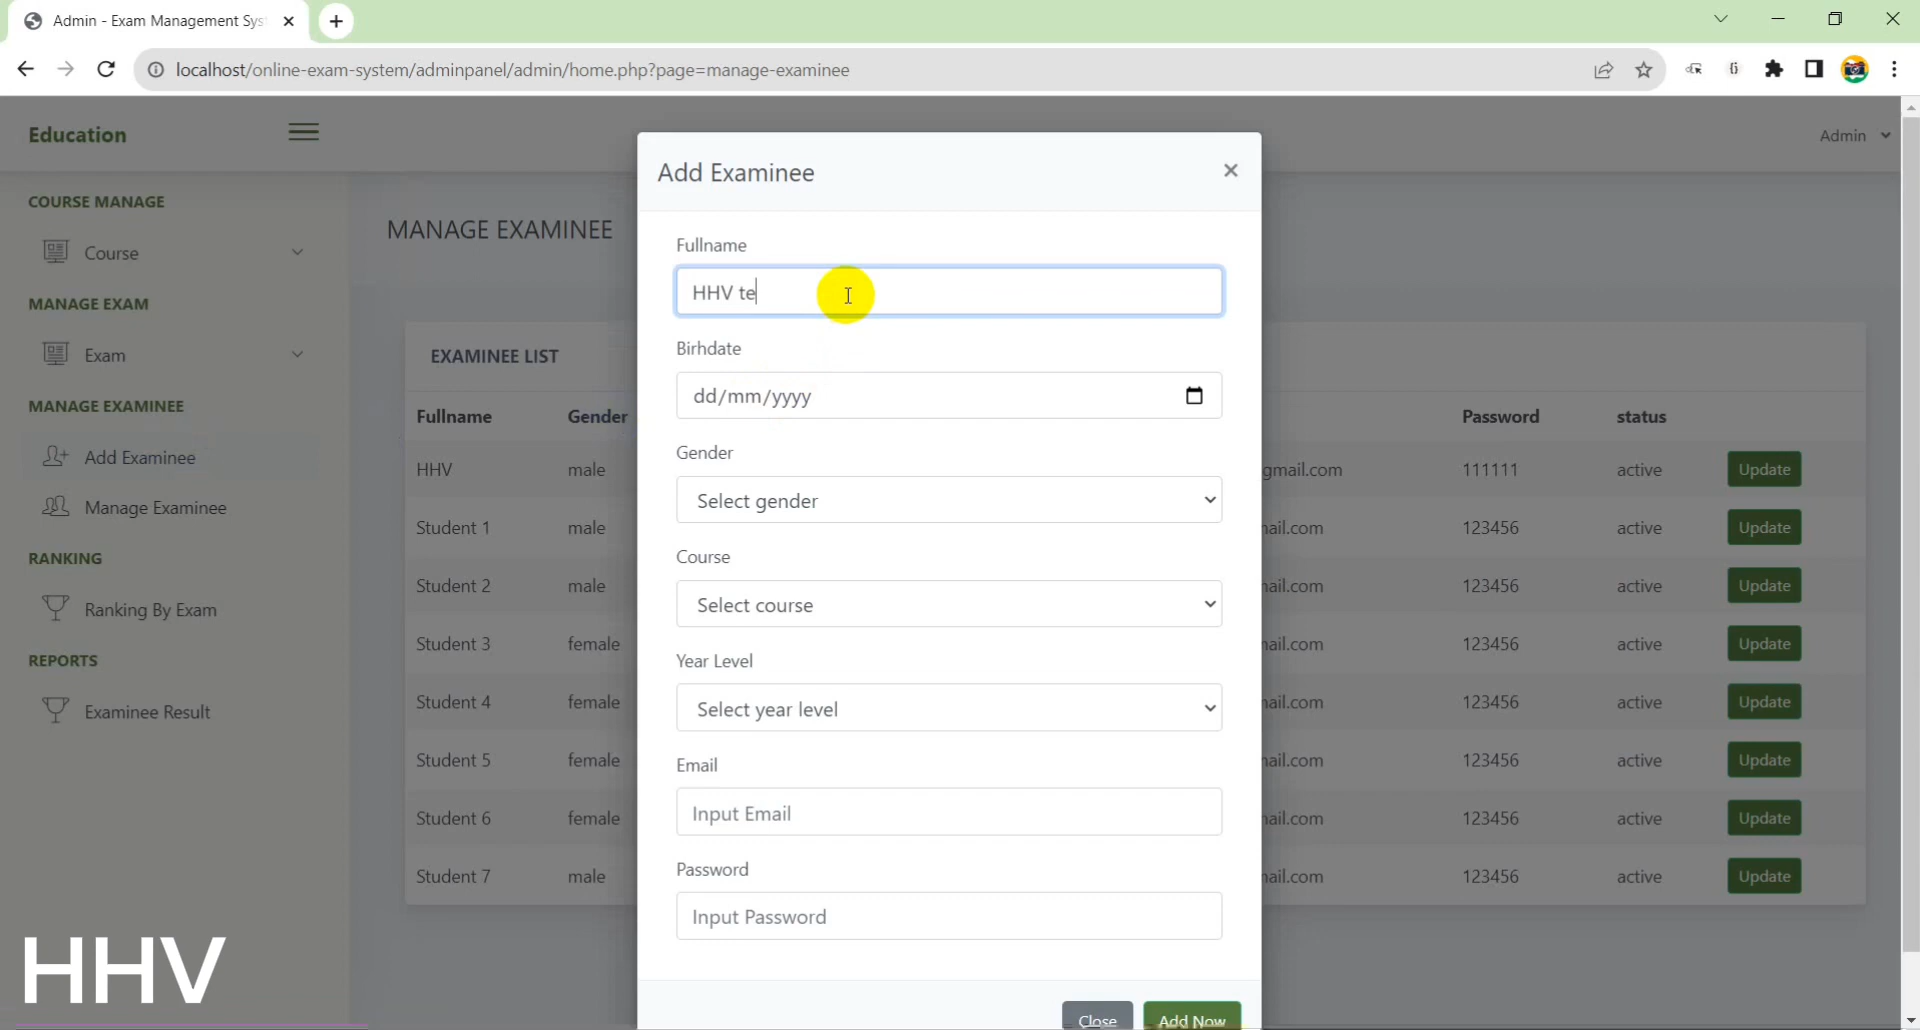 Admin - Exam Management Sys
localhost/online-exam-system/adminpanel/admin/home.php?page=manage-examinee
Education
Admin
COURSE MANAGE
Course
MANAGE EXAM
Exam
MANAGE EXAMINEE
Add Examinee
Manage Examinee
RANKING
Ranking By Exam
REPORTS
Examinee Result
HHV
MANAGE EXAMINEE
EXAMINEE LIST
Fullname Gender Password status
HHV male gmail.com 111111 active Update
Student 1 male ail.com 123456 active Update
Student 2 male ail.com 123456 active Update
Student 3 female ail.com 123456 active Update
Student 4 female ail.com 123456 active Update
Student 5 female ail.com 123456 active Update
Student 6 female ail.com 123456 active Update
Student 7 male ail.com 123456 active Update
Add Examinee
Fullname
HHV te
Birhdate
dd/mm/yyyy
Gender
Select gender
Course
Select course
Year Level
Select year level
Email
Input Email
Password
Input Password
Close Add Now